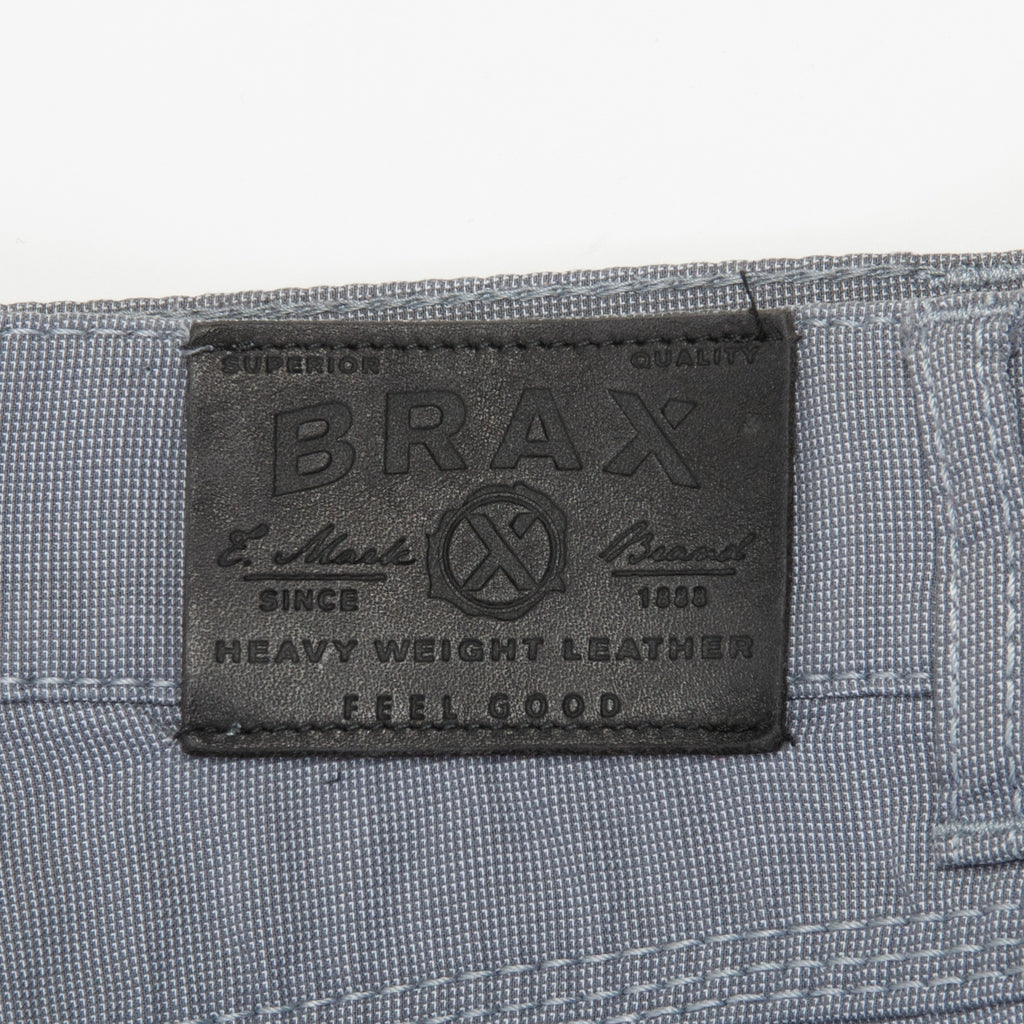 SUPERIOR QUALITY
BRAX
X
E. Mark Brand
SINCE 1888
HEAVY WEIGHT LEATHER
FEEL GOOD